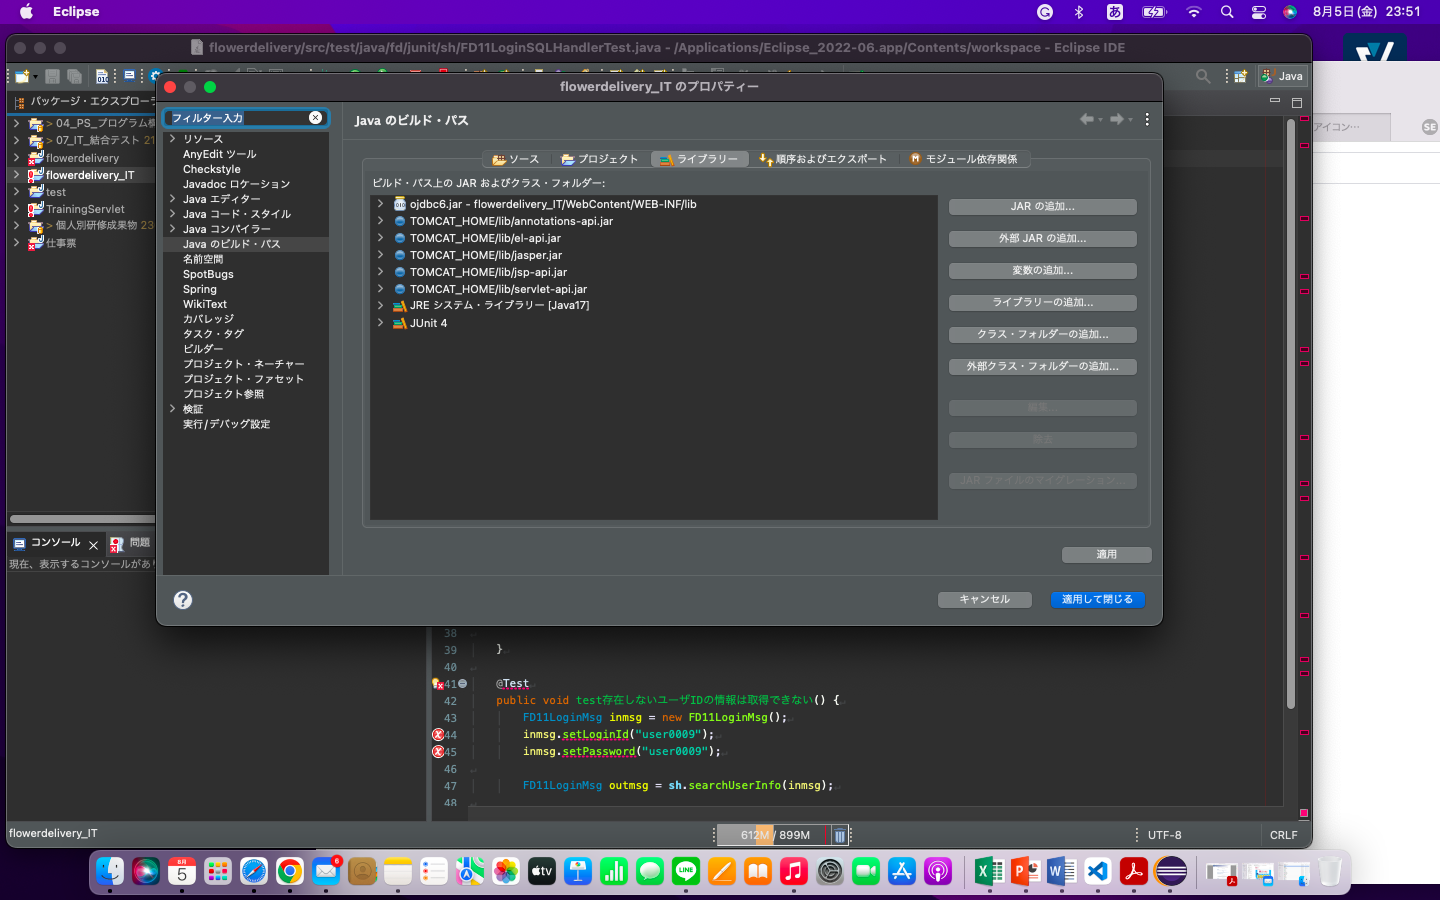 Eclipse
あ
8月5日(金) 23:51
flowerdelivery/src/test/java/fd/junit/sh/FD11LoginSQLHandlerTest.java - /Applications/Eclipse_2022-06.app/Contents/workspace - Eclipse IDE
Java
パッケージ・エクスプローラ
> 04_PS_プログラム
> 07_IT_結合テスト 21
flowerdelivery
flowerdelivery_IT
test
TrainingServlet
> 個人別研修成果物 23
仕事票
flowerdelivery_IT のプロパティー
フィルター入力
リソース
AnyEdit ツール
Checkstyle
Javadoc ロケーション
Java エディター
Java コード・スタイル
Java コンパイラー
Java のビルド・パス
名前空間
SpotBugs
Spring
WikiText
カバレッジ
タスク・タグ
ビルダー
プロジェクト・ネーチャー
プロジェクト・ファセット
プロジェクト参照
検証
実行/デバッグ設定
Java のビルド・パス
ソース
プロジェクト
ライブラリー
順序およびエクスポート
モジュール依存関係
ビルド・パス上の JAR およびクラス・フォルダー:
ojdbc6.jar - flowerdelivery_IT/WebContent/WEB-INF/lib
TOMCAT_HOME/lib/annotations-api.jar
TOMCAT_HOME/lib/el-api.jar
TOMCAT_HOME/lib/jasper.jar
TOMCAT_HOME/lib/jsp-api.jar
TOMCAT_HOME/lib/servlet-api.jar
JRE システム・ライブラリー [Java17]
JUnit 4
JAR の追加...
外部 JAR の追加...
変数の追加...
ライブラリーの追加...
クラス・フォルダーの追加...
外部クラス・フォルダーの追加...
編集...
除去
JAR ファイルのマイグレーション...
適用
キャンセル
適用して閉じる
アイコン…
SE
コンソール
問題
現在、表示するコンソールがあり
38
39 }
40
41 @Test
42 public void test存在しないユーザIDの情報は取得できない() {
43 FD11LoginMsg inmsg = new FD11LoginMsg();
44 inmsg.setLoginId("user0009");
45 inmsg.setPassword("user0009");
46
47 FD11LoginMsg outmsg = sh.searchUserInfo(inmsg);
48
flowerdelivery_IT
612M / 899M
UTF-8
CRLF
8月
5
6
tv
LINE